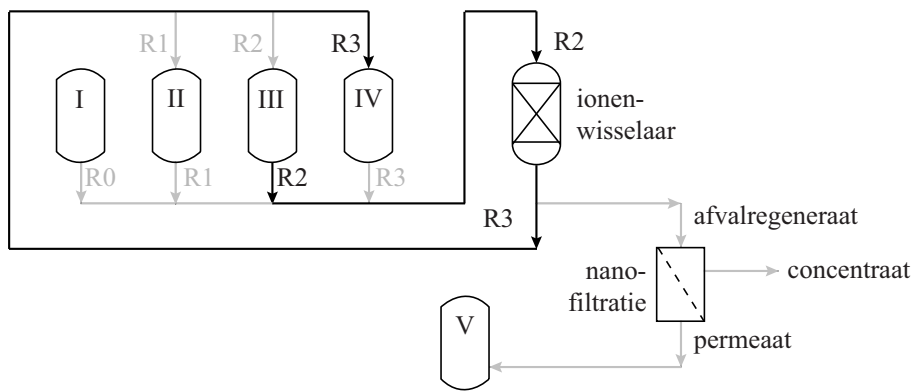 R1
R2
R3
R2
I
II
III
IV
ionen-
wisselaar
R0
R1
R2
R3
R3
afvalregeneraat
nano-
filtratie
concentraat
V
permeaat